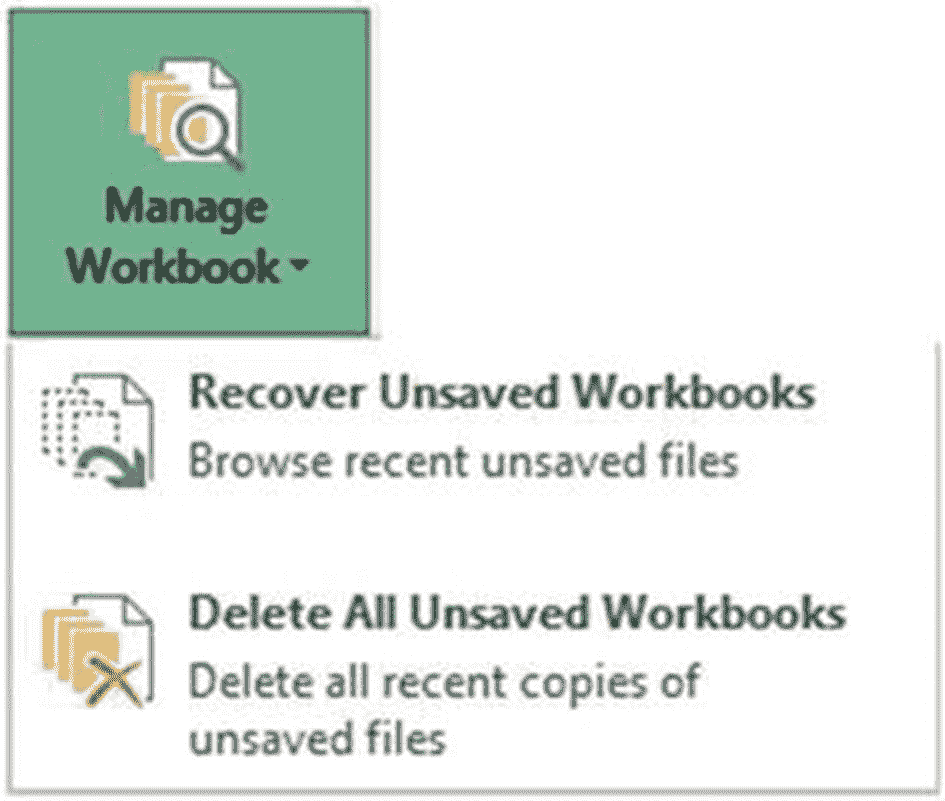 Manage
Workbook
Recover Unsaved Workbooks
Browse recent unsaved files
Delete All Unsaved Workbooks
Delete all recent copies of
unsaved files